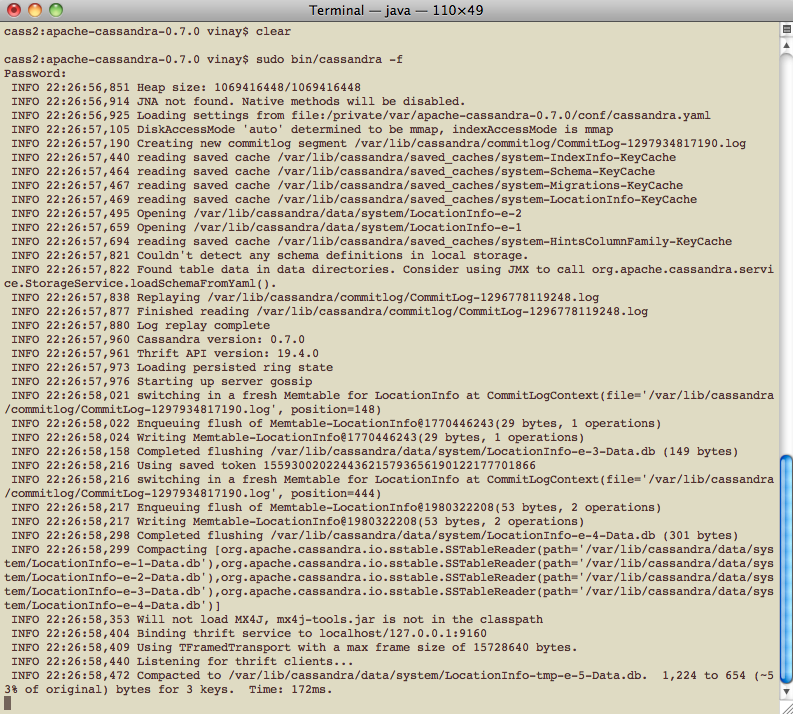 Terminal — java — 110×49
cass2:apache-cassandra-0.7.0 vinay$ clear
cass2:apache-cassandra-0.7.0 vinay$ sudo bin/cassandra -f
Password:
 INFO 22:26:56,851 Heap size: 1069416448/1069416448
 INFO 22:26:56,914 JNA not found. Native methods will be disabled.
 INFO 22:26:56,925 Loading settings from file:/private/var/apache-cassandra-0.7.0/conf/cassandra.yaml
 INFO 22:26:57,105 DiskAccessMode 'auto' determined to be mmap, indexAccessMode is mmap
 INFO 22:26:57,190 Creating new commitlog segment /var/lib/cassandra/commitlog/CommitLog-1297934817190.log
 INFO 22:26:57,440 reading saved cache /var/lib/cassandra/saved_caches/system-IndexInfo-KeyCache
 INFO 22:26:57,464 reading saved cache /var/lib/cassandra/saved_caches/system-Schema-KeyCache
 INFO 22:26:57,467 reading saved cache /var/lib/cassandra/saved_caches/system-Migrations-KeyCache
 INFO 22:26:57,469 reading saved cache /var/lib/cassandra/saved_caches/system-LocationInfo-KeyCache
 INFO 22:26:57,495 Opening /var/lib/cassandra/data/system/LocationInfo-e-2
 INFO 22:26:57,659 Opening /var/lib/cassandra/data/system/LocationInfo-e-1
 INFO 22:26:57,694 reading saved cache /var/lib/cassandra/saved_caches/system-HintsColumnFamily-KeyCache
 INFO 22:26:57,821 Couldn't detect any schema definitions in local storage.
 INFO 22:26:57,822 Found table data in data directories. Consider using JMX to call org.apache.cassandra.servi
ce.StorageService.loadSchemaFromYaml().
 INFO 22:26:57,838 Replaying /var/lib/cassandra/commitlog/CommitLog-1296778119248.log
 INFO 22:26:57,877 Finished reading /var/lib/cassandra/commitlog/CommitLog-1296778119248.log
 INFO 22:26:57,880 Log replay complete
 INFO 22:26:57,960 Cassandra version: 0.7.0
 INFO 22:26:57,961 Thrift API version: 19.4.0
 INFO 22:26:57,973 Loading persisted ring state
 INFO 22:26:57,976 Starting up server gossip
 INFO 22:26:58,021 switching in a fresh Memtable for LocationInfo at CommitLogContext(file='/var/lib/cassandra
/commitlog/CommitLog-1297934817190.log', position=148)
 INFO 22:26:58,022 Enqueuing flush of Memtable-LocationInfo@1770446243(29 bytes, 1 operations)
 INFO 22:26:58,024 Writing Memtable-LocationInfo@1770446243(29 bytes, 1 operations)
 INFO 22:26:58,158 Completed flushing /var/lib/cassandra/data/system/LocationInfo-e-3-Data.db (149 bytes)
 INFO 22:26:58,216 Using saved token 155930020224436215793656190122177701866
 INFO 22:26:58,216 switching in a fresh Memtable for LocationInfo at CommitLogContext(file='/var/lib/cassandra
/commitlog/CommitLog-1297934817190.log', position=444)
 INFO 22:26:58,217 Enqueuing flush of Memtable-LocationInfo@1980322208(53 bytes, 2 operations)
 INFO 22:26:58,217 Writing Memtable-LocationInfo@1980322208(53 bytes, 2 operations)
 INFO 22:26:58,298 Completed flushing /var/lib/cassandra/data/system/LocationInfo-e-4-Data.db (301 bytes)
 INFO 22:26:58,299 Compacting [org.apache.cassandra.io.sstable.SSTableReader(path='/var/lib/cassandra/data/sys
tem/LocationInfo-e-1-Data.db'),org.apache.cassandra.io.sstable.SSTableReader(path='/var/lib/cassandra/data/sys
tem/LocationInfo-e-2-Data.db'),org.apache.cassandra.io.sstable.SSTableReader(path='/var/lib/cassandra/data/sys
tem/LocationInfo-e-3-Data.db'),org.apache.cassandra.io.sstable.SSTableReader(path='/var/lib/cassandra/data/sys
tem/LocationInfo-e-4-Data.db')]
 INFO 22:26:58,353 Will not load MX4J, mx4j-tools.jar is not in the classpath
 INFO 22:26:58,404 Binding thrift service to localhost/127.0.0.1:9160
 INFO 22:26:58,409 Using TFramedTransport with a max frame size of 15728640 bytes.
 INFO 22:26:58,440 Listening for thrift clients...
 INFO 22:26:58,472 Compacted to /var/lib/cassandra/data/system/LocationInfo-tmp-e-5-Data.db.  1,224 to 654 (~5
3% of original) bytes for 3 keys.  Time: 172ms.